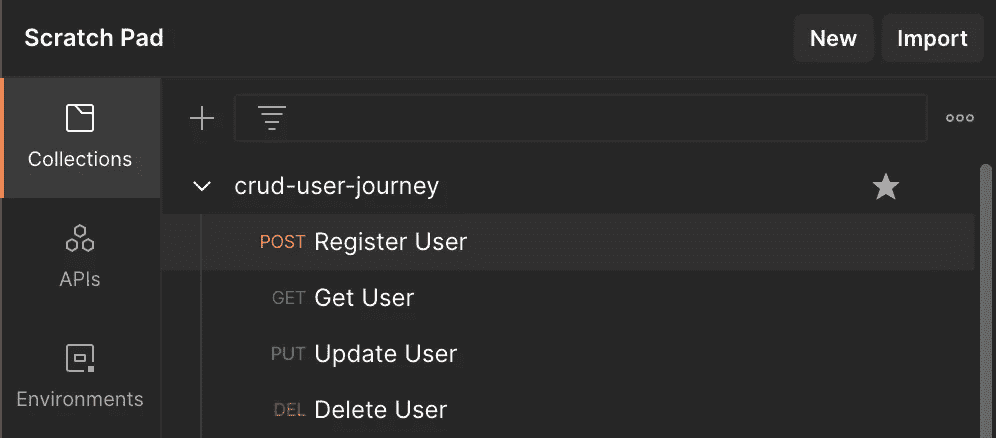 Scratch Pad
New
Import
Collections
APIs
Environments
crud-user-journey
POST Register User
GET Get User
PUT Update User
DEL Delete User